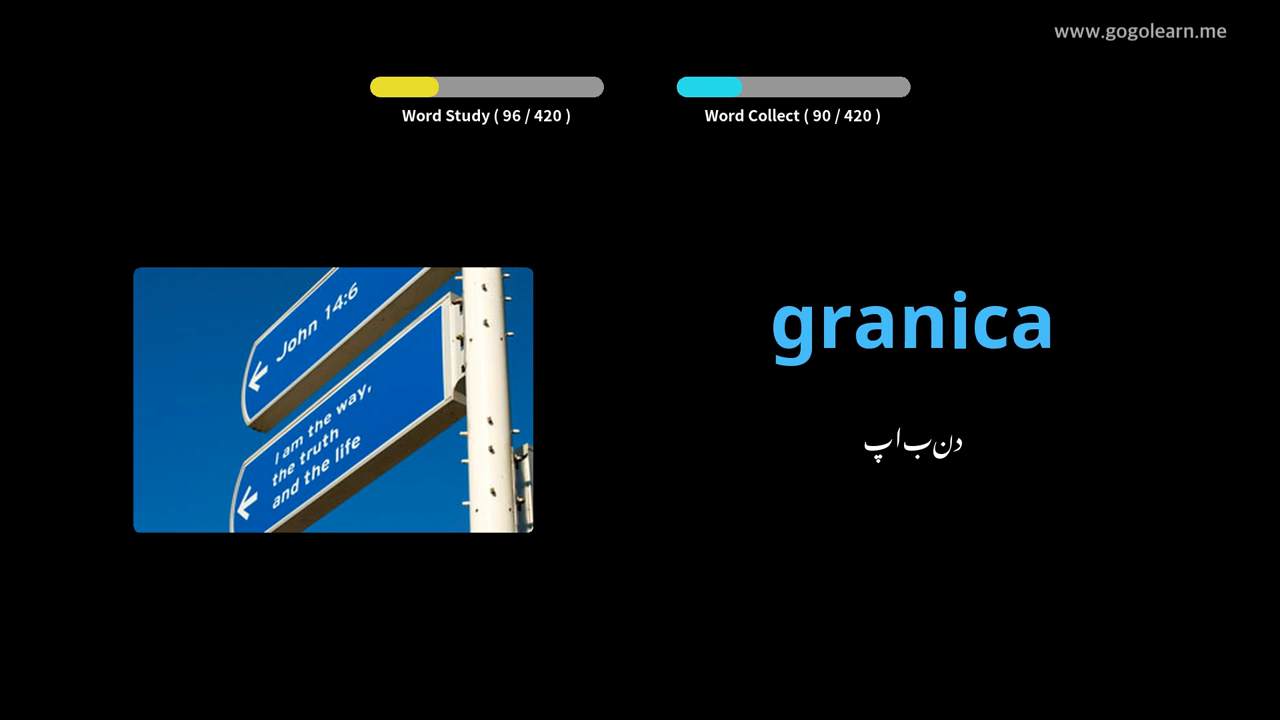 www.gogolearn.me
Word Study ( 96 / 420 )
Word Collect ( 90 / 420 )
John 14:6
I am the way,
the truth
and the life
granica
دن ب اپ